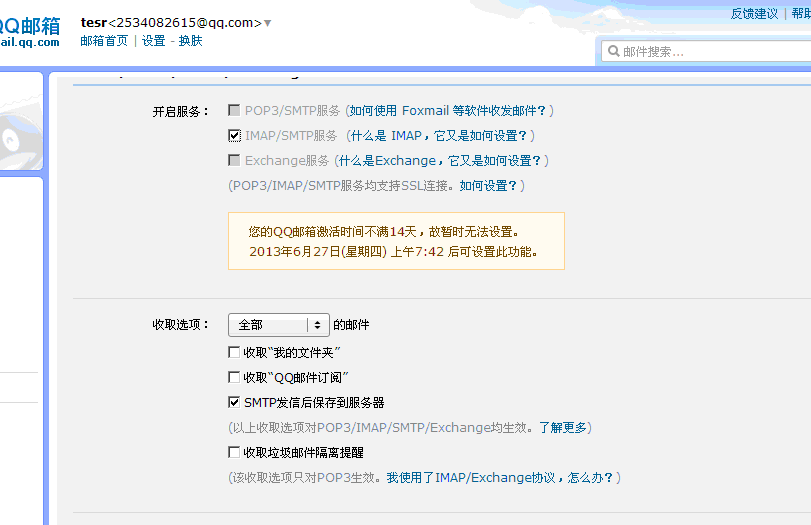 QQ邮箱
mail.qq.com
tesr<2534082615@qq.com>
邮箱首页 | 设置 - 换肤
反馈建议 | 帮助
邮件搜索...
开启服务：
POP3/SMTP服务 (如何使用 Foxmail 等软件收发邮件？)
IMAP/SMTP服务 (什么是 IMAP，它又是如何设置？)
Exchange服务 (什么是Exchange，它又是如何设置？)
(POP3/IMAP/SMTP服务均支持SSL连接。如何设置？)
您的QQ邮箱激活时间不满14天，故暂时无法设置。
2013年6月27日(星期四) 上午7:42 后可设置此功能。
收取选项： 全部 的邮件
收取“我的文件夹”
收取“QQ邮件订阅”
SMTP发信后保存到服务器
(以上收取选项对POP3/IMAP/SMTP/Exchange均生效。了解更多)
收取垃圾邮件隔离提醒
(该收取选项只对POP3生效。我使用了IMAP/Exchange协议，怎么办？)